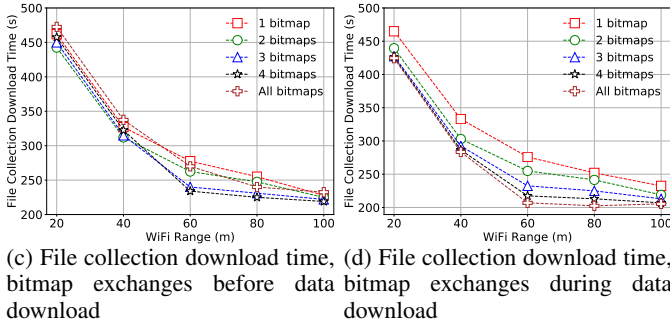 500
450
400
350
300
250
200
File Collection Download Time (s)
20 40 60 80 100
WiFi Range (m)
1 bitmap
2 bitmaps
3 bitmaps
4 bitmaps
All bitmaps
(c) File collection download time,
bitmap exchanges before data
download
500
450
400
350
300
250
200
File Collection Download Time (s)
20 40 60 80 100
WiFi Range (m)
1 bitmap
2 bitmaps
3 bitmaps
4 bitmaps
All bitmaps
(d) File collection download time,
bitmap exchanges during data
download